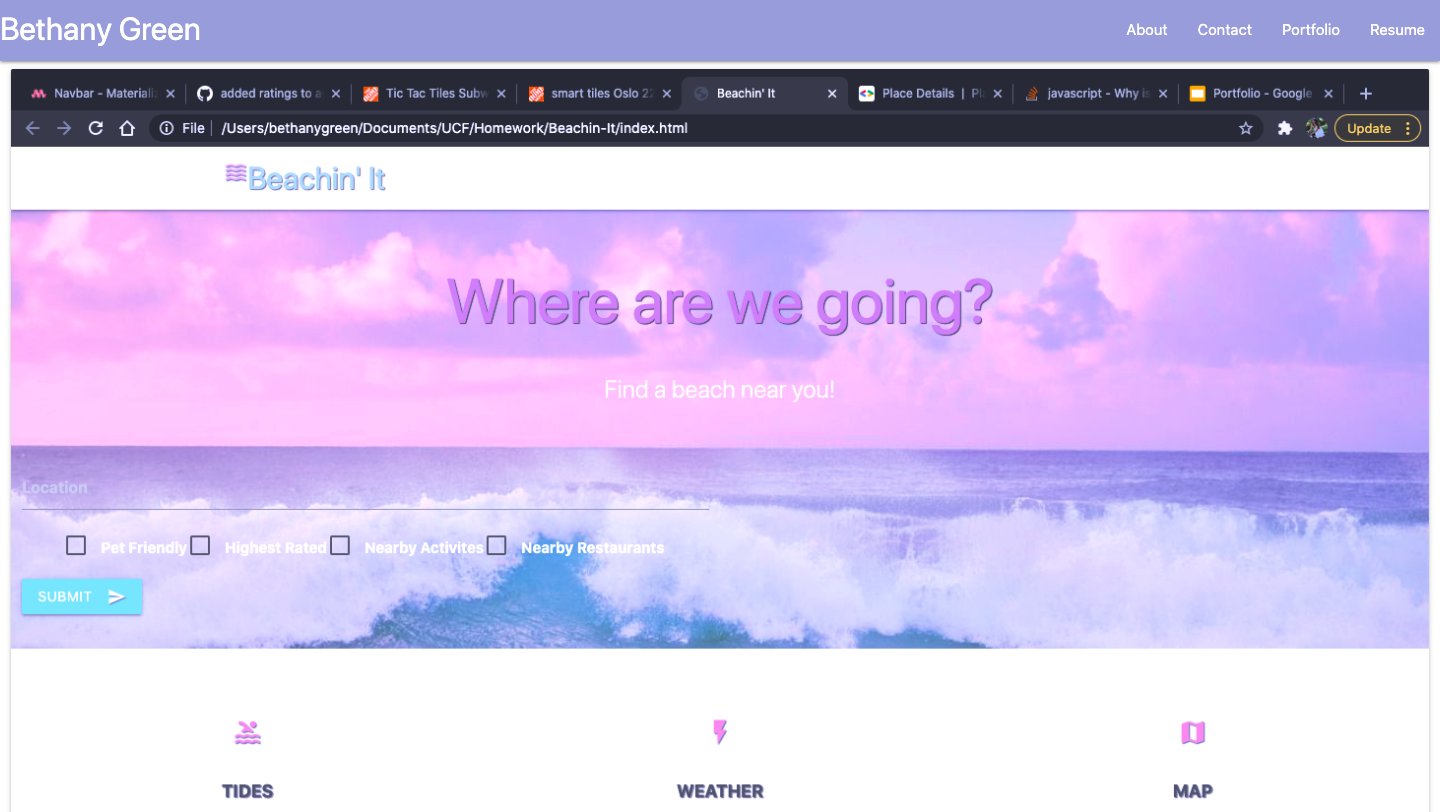 Bethany Green About Contact Portfolio Resume
Navbar - Materializ added ratings to a Tic Tac Tiles Subw smart tiles Oslo 22 Beachin' It Place Details | Pl javascript - Why is Portfolio - Google
File /Users/bethanygreen/Documents/UCF/Homework/Beachin-It/index.html Update
Beachin' It
Where are we going?
Find a beach near you!
Location
Pet Friendly Highest Rated Nearby Activites Nearby Restaurants
SUBMIT
TIDES WEATHER MAP